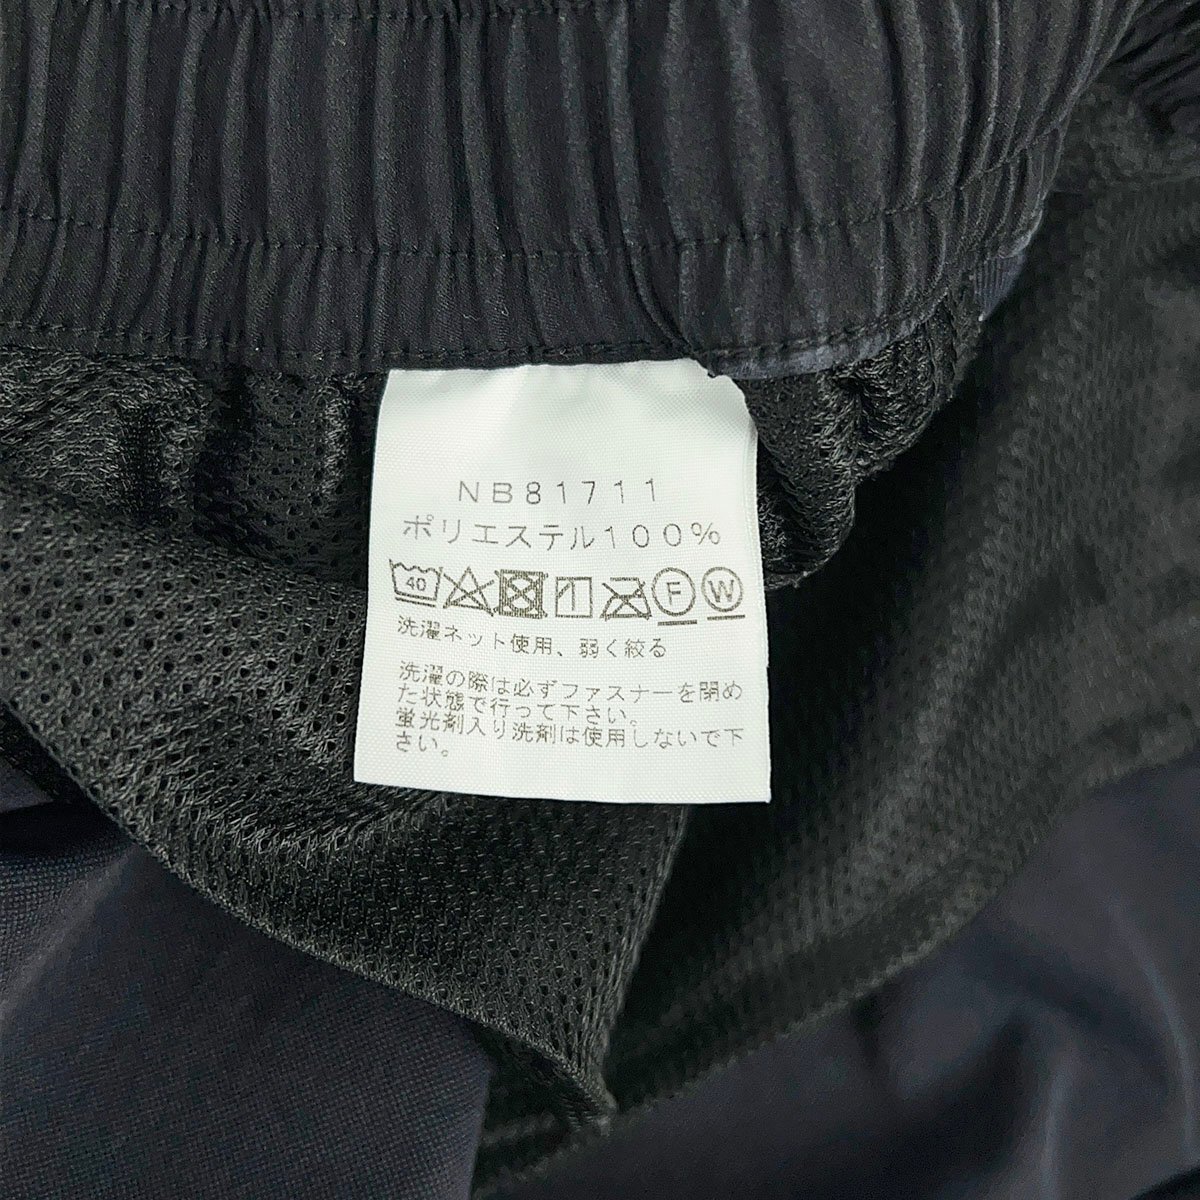 NB81711
ポリエステル100%
40 F W
洗濯ネット使用、弱く絞る
洗濯の際は必ずファスナーを閉め
た状態で行って下さい。
蛍光剤入り洗剤は使用しないで下
さい。